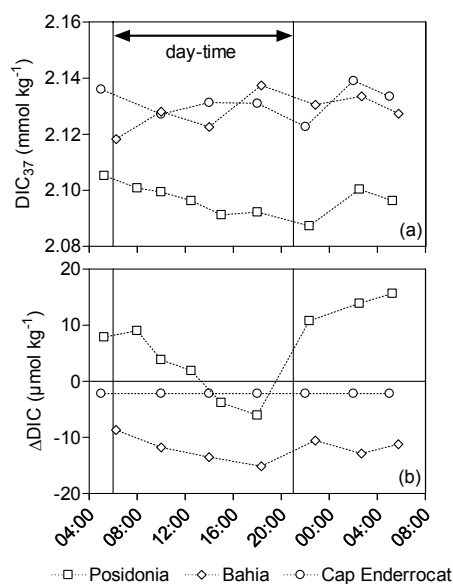 2.16
2.14
2.12
2.10
2.08
DIC37 (mmol kg-1)
day-time
(a)
20
10
0
-10
-20
ΔDIC (µmol kg-1)
(b)
04:00 08:00 12:00 16:00 20:00 00:00 04:00 08:00
Posidonia Bahia Cap Enderrocat